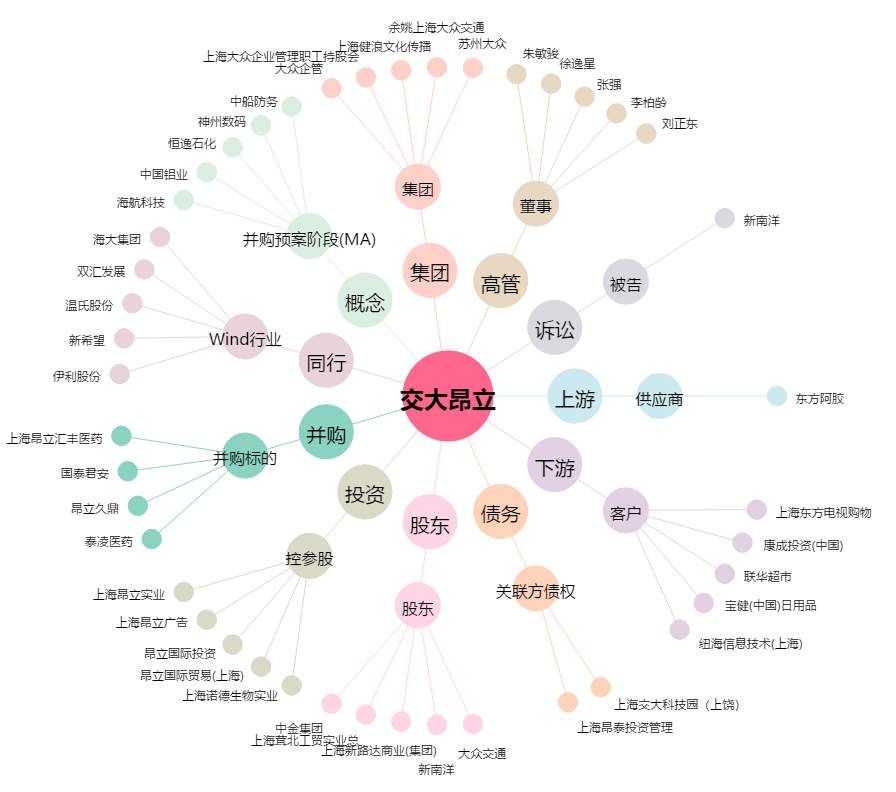 余姚上海大众交通
上海健浪文化传播
苏州大众
上海大众企业管理职工持股会
大众企管
朱敏骏
徐逸星
张强
李柏龄
刘正东
中船防务
神州数码
恒逸石化
中国铝业
海航科技
集团
董事
新南洋
海大集团
双汇发展
温氏股份
新希望
伊利股份
并购预案阶段(MA)
集团
高管
被告
概念
诉讼
Wind行业
同行
交大昂立
上游
供应商
东方阿胶
上海昂立汇丰医药
国泰君安
昂立久鼎
泰凌医药
并购标的
并购
下游
投资
股东
债务
客户
上海东方电视购物
康成投资(中国)
联华超市
宝健(中国)日用品
纽海信息技术(上海)
控参股
股东
关联方债权
上海昂立实业
上海昂立广告
昂立国际投资
昂立国际贸易(上海)
上海诺德生物实业
中金集团
上海茸北工贸实业总
上海新路达商业(集团)
新南洋
大众交通
上海交大科技园（上饶）
上海昂泰投资管理